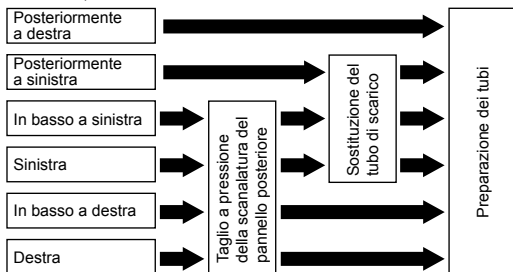 Posteriormente
a destra
Posteriormente
a sinistra
In basso a sinistra
Sinistra
In basso a destra
Destra
Taglio a pressione
della scanalatura del
pannello posteriore
Sostituzione del
tubo di scarico
Preparazione dei tubi